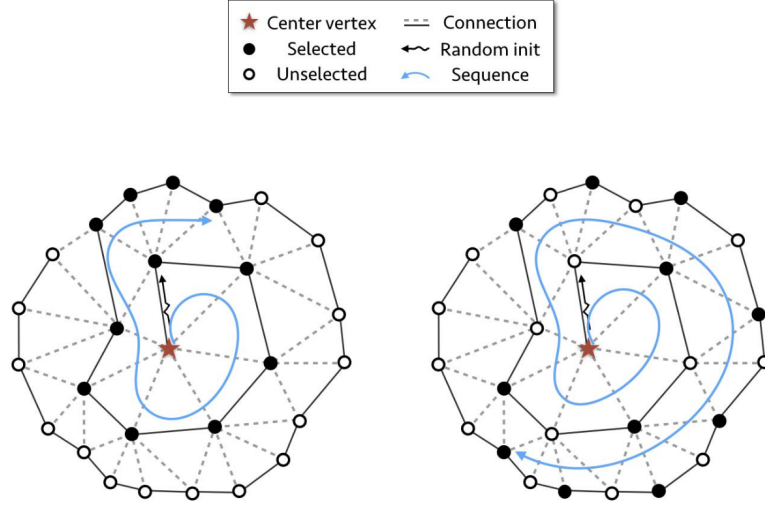 Center vertex
Connection
Selected
Random init
Unselected
Sequence